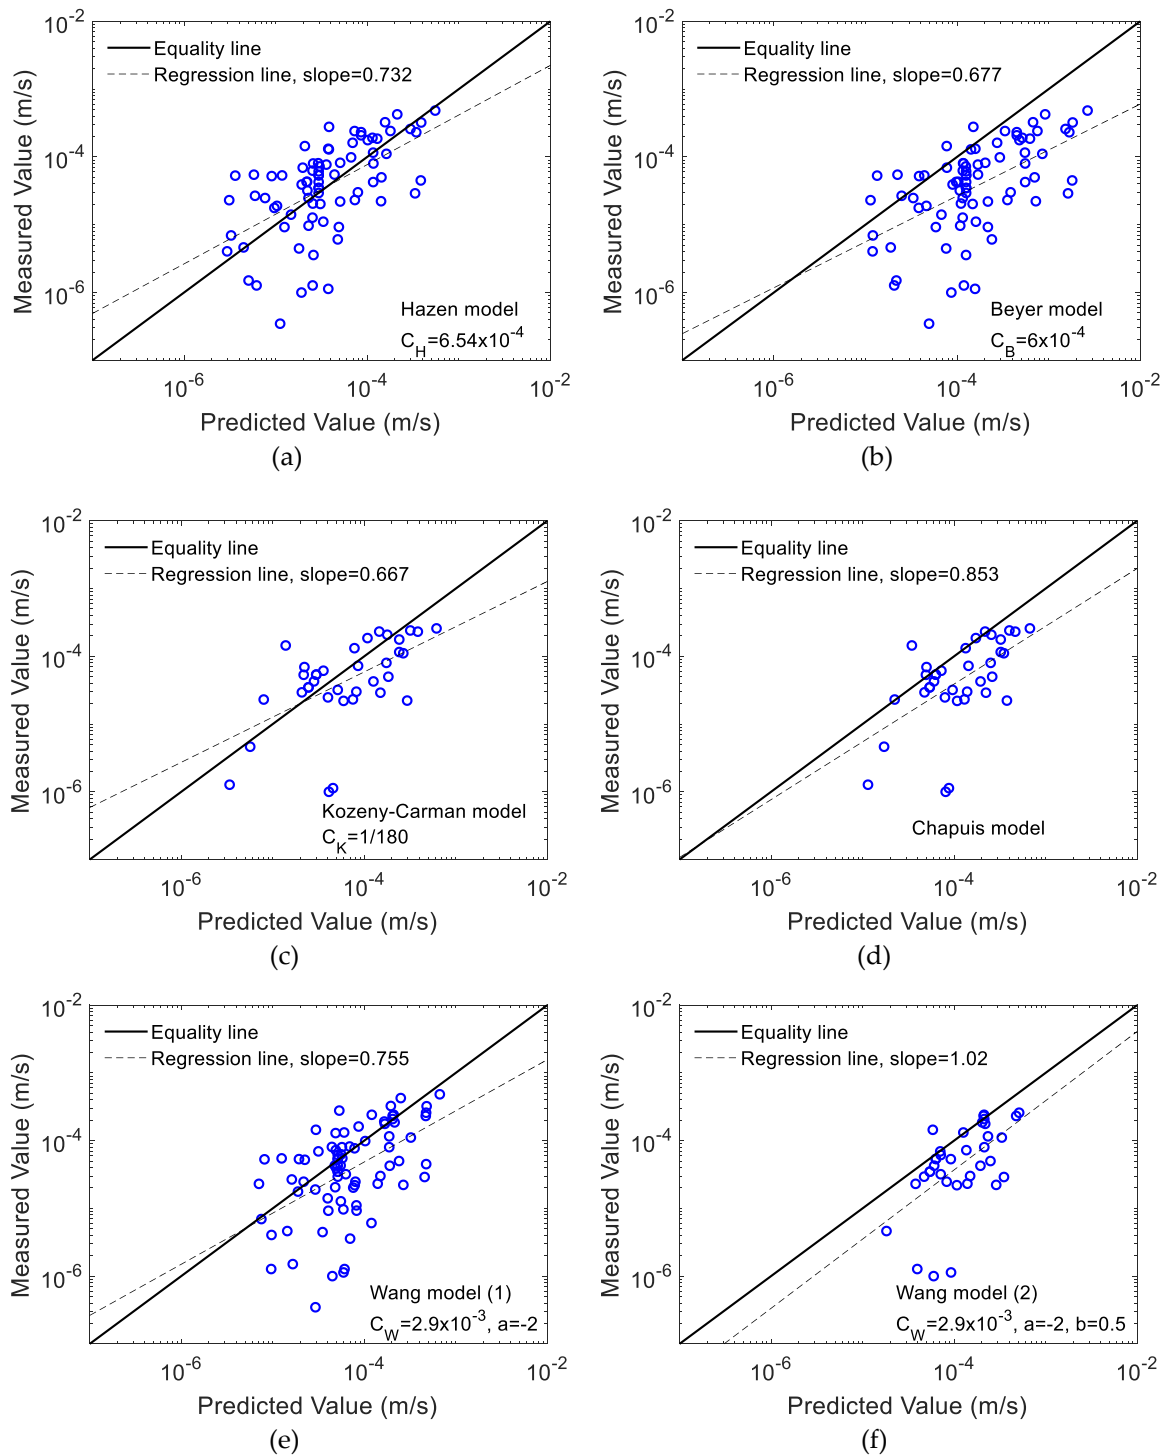 10-2
Equality line
Regression line, slope=0.732
10-4
10-6
Measured Value (m/s)
Hazen model
CH=6.54x10-4
10-6 10-4 10-2
Predicted Value (m/s)
(a)
10-2
Equality line
Regression line, slope=0.677
10-4
10-6
Measured Value (m/s)
Beyer model
CB=6x10-4
10-6 10-4 10-2
Predicted Value (m/s)
(b)
10-2
Equality line
Regression line, slope=0.667
10-4
10-6
Measured Value (m/s)
Kozeny-Carman model
CK=1/180
10-6 10-4 10-2
Predicted Value (m/s)
(c)
10-2
Equality line
Regression line, slope=0.853
10-4
10-6
Measured Value (m/s)
Chapuis model
10-6 10-4 10-2
Predicted Value (m/s)
(d)
10-2
Equality line
Regression line, slope=0.755
10-4
10-6
Measured Value (m/s)
Wang model (1)
CW=2.9x10-3, a=-2
10-6 10-4 10-2
Predicted Value (m/s)
(e)
10-2
Equality line
Regression line, slope=1.02
10-4
10-6
Measured Value (m/s)
Wang model (2)
CW=2.9x10-3, a=-2, b=0.5
10-6 10-4 10-2
Predicted Value (m/s)
(f)